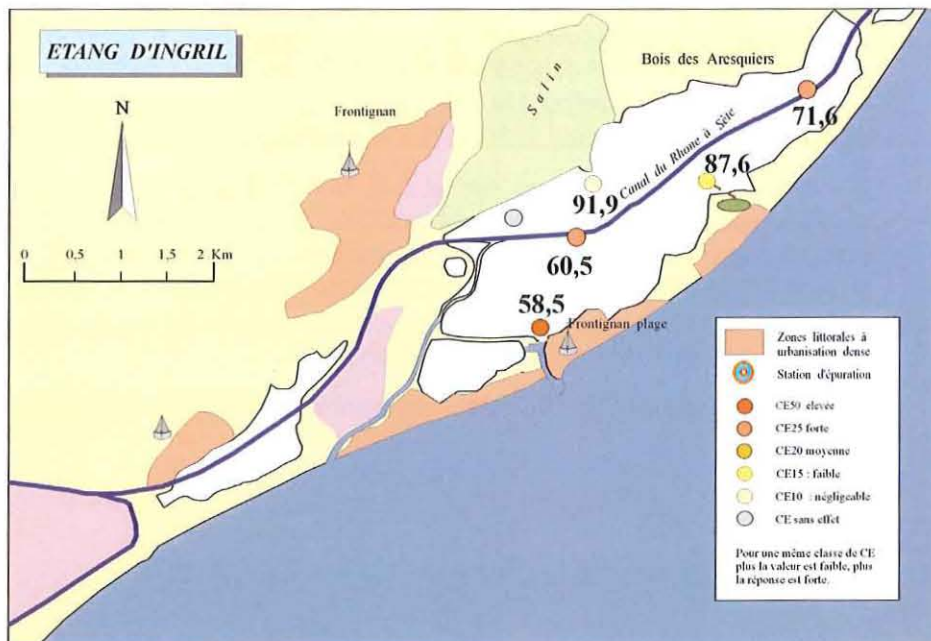 ETANG D'INGRIL
N
0 0,5 1 1,5 2 Km
Frontignan
Salin
Bois des Aresquiers
Canal du Rhone à Sète
71,6
87,6
91,9
60,5
58,5
Frontignan plage
Zones littorales à
urbanisation dense
Station d'épuration
CE50 elevée
CE25 forte
CE20 moyenne
CE15 : faible
CE10 : négligeable
CE sans effet
Pour une même classe de CE
plus la valeur est faible, plus
la réponse est forte.